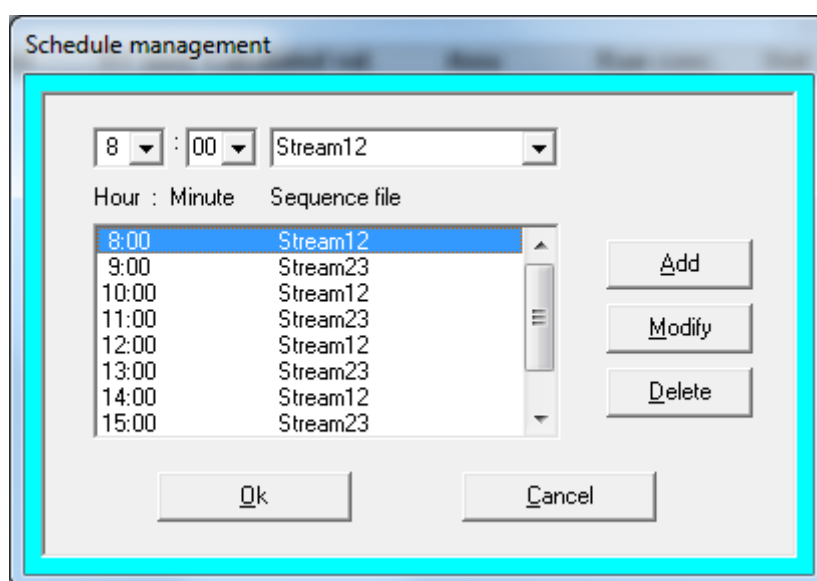 Schedule management
8 : 00 Stream12
Hour : Minute Sequence file
8:00 Stream12
9:00 Stream23
10:00 Stream12
11:00 Stream23
12:00 Stream12
13:00 Stream23
14:00 Stream12
15:00 Stream23
Add
Modify
Delete
Ok Cancel